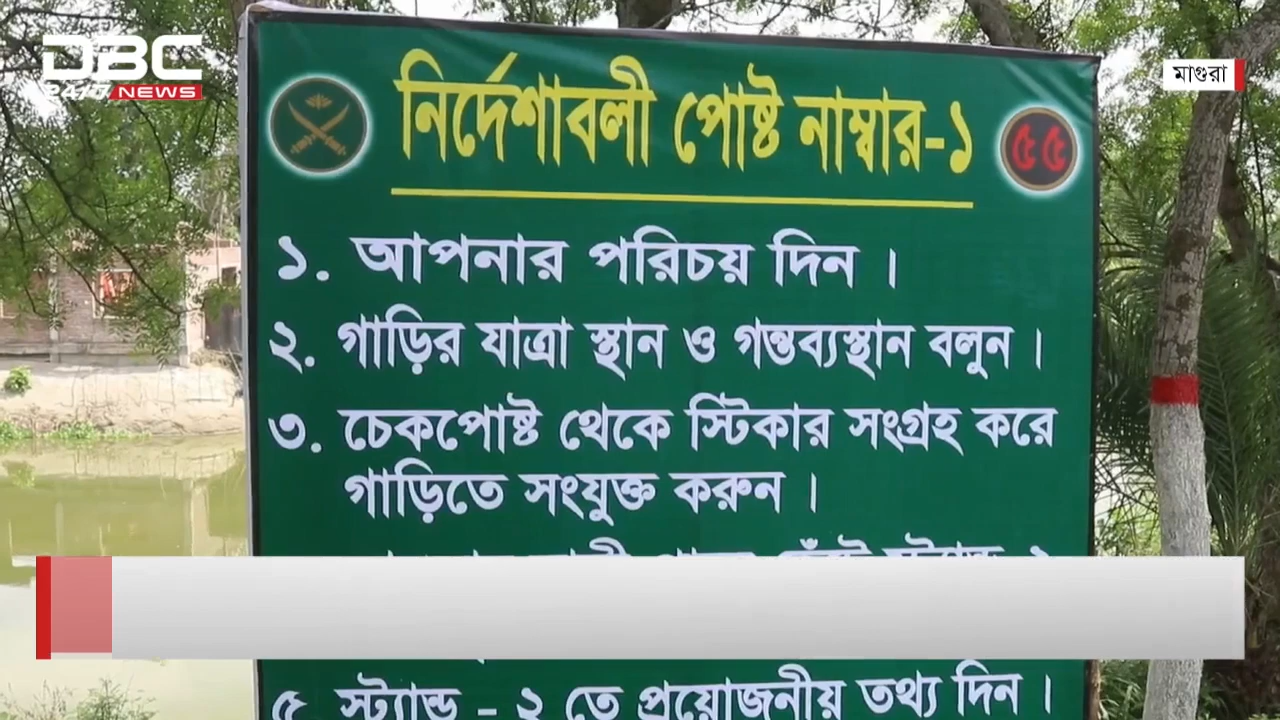 DBC
24/7 NEWS
মাগুরা
নির্দেশাবলী পোষ্ট নাম্বার-১
৫৫
১. আপনার পরিচয় দিন ।
২. গাড়ির যাত্রা স্থান ও গন্তব্যস্থান বলুন ।
৩. চেকপোষ্ট থেকে স্টিকার সংগ্রহ করে
গাড়িতে সংযুক্ত করুন ।
৫. স্ট্যান্ড - ২ তে প্রয়োজনীয় তথ্য দিন ।